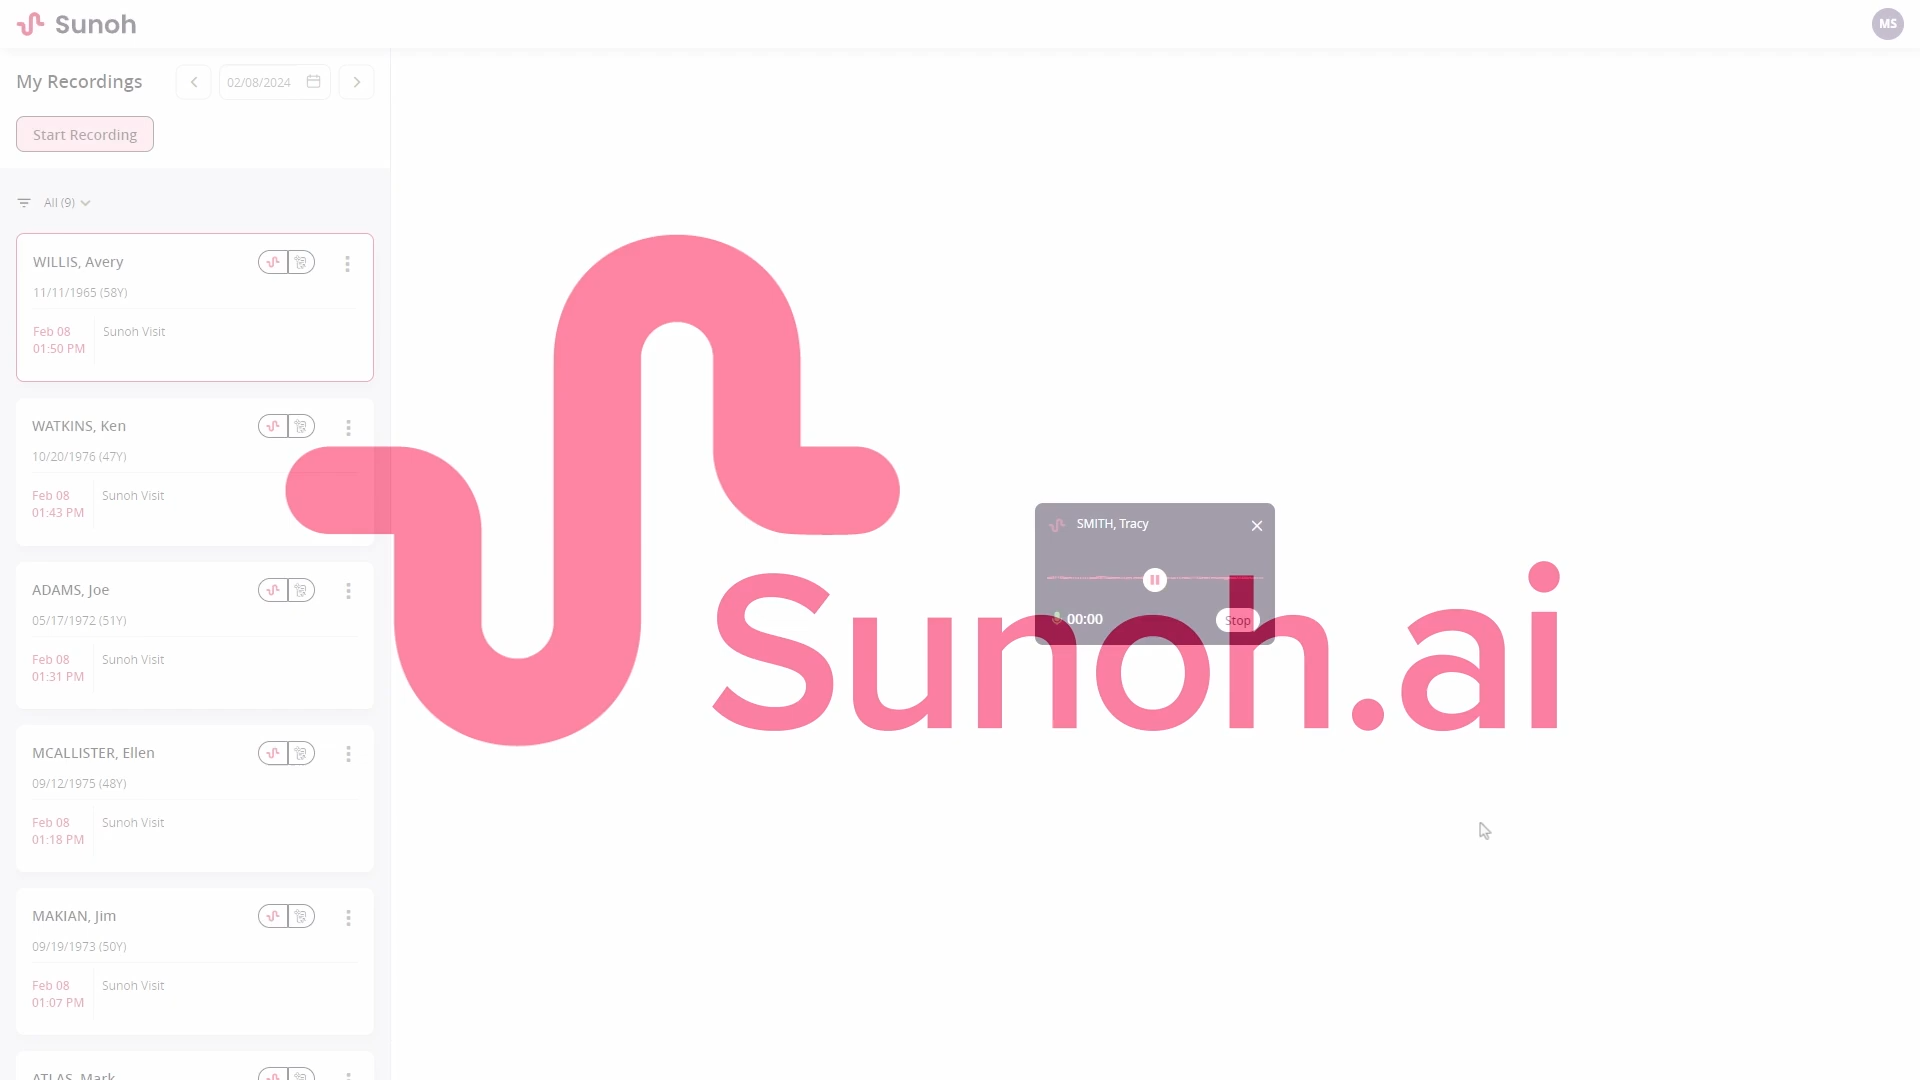 Sunoh
MS
My Recordings
02/08/2024
Start Recording
All (9)
WILLIS, Avery
11/11/1965 (58Y)
Feb 08
01:50 PM
Sunoh Visit
WATKINS, Ken
10/20/1976 (47Y)
Feb 08
01:43 PM
Sunoh Visit
ADAMS, Joe
05/17/1972 (51Y)
Feb 08
01:31 PM
Sunoh Visit
MCALLISTER, Ellen
09/12/1975 (48Y)
Feb 08
01:18 PM
Sunoh Visit
MAKIAN, Jim
09/19/1973 (50Y)
Feb 08
01:07 PM
Sunoh Visit
ATLAS, Mark
SMITH, Tracy
00:00
Stop
Sunoh.ai